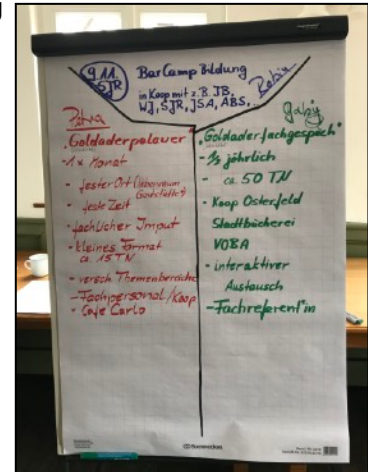 9.11. SJR
BarCamp Bildung
in Koop mit z.B. JB,
WJ, SJR, JSA, ABS,...
Petra
"Goldaderpalaver"
- 1x Monat
- fester Ort
- feste Zeit
- fachlicher Input
- kleines Format
ca. 15 TN
- versch. Themenbereiche
- Fachpersonal/Koop
- Cafe Carlo
Gaby
"Goldaderfachgespräch"
- ½ jährlich
- ca. 50 TN
- Koop Osterfeld
Stadtbücherei
VOBA
- interaktiver
Austausch
- Fachreferent*in